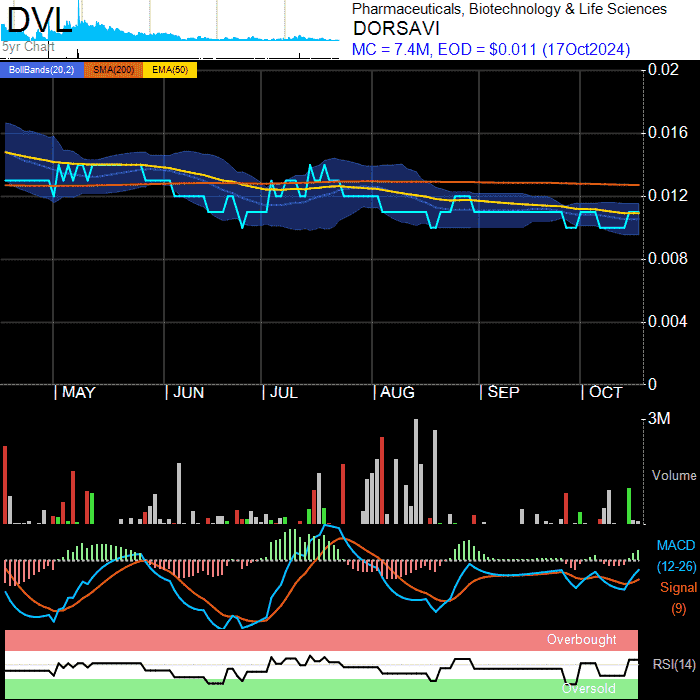 DVL
5yr Chart
Pharmaceuticals, Biotechnology & Life Sciences
DORSAVI
MC = 7.4M, EOD = $0.011 (17Oct2024)
BollBands(20,2) SMA(200) EMA(50)
0.02
0.016
0.012
0.008
0.004
0
MAY JUN JUL AUG SEP OCT
3M
Volume
MACD
(12-26)
Signal
(9)
Overbought
RSI(14)
Oversold